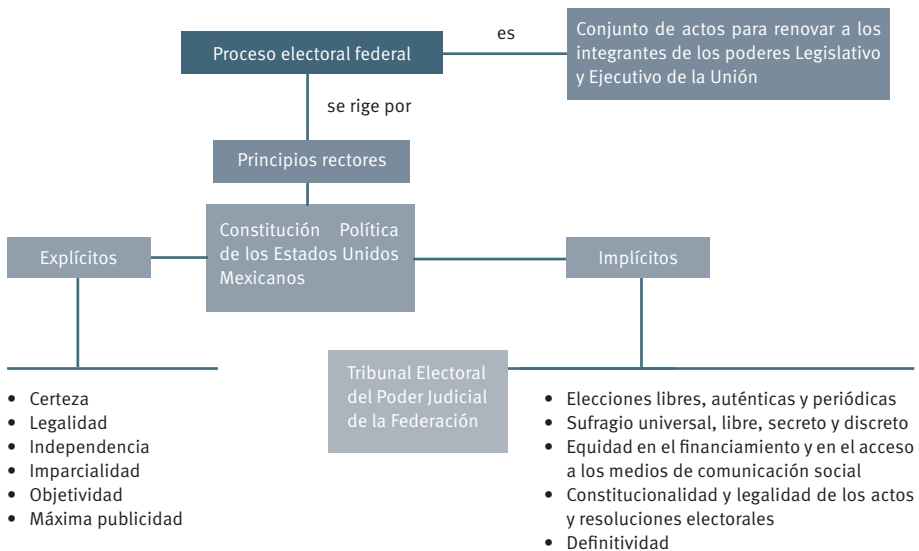 Proceso electoral federal
es
Conjunto de actos para renovar a los
integrantes de los poderes Legislativo
y Ejecutivo de la Unión
se rige por
Principios rectores
Constitución Política
de los Estados Unidos
Mexicanos
Explícitos
Implícitos
Tribunal Electoral
del Poder Judicial
de la Federación
• Certeza
• Legalidad
• Independencia
• Imparcialidad
• Objetividad
• Máxima publicidad
• Elecciones libres, auténticas y periódicas
• Sufragio universal, libre, secreto y discreto
• Equidad en el financiamiento y en el acceso
a los medios de comunicación social
• Constitucionalidad y legalidad de los actos
y resoluciones electorales
• Definitividad